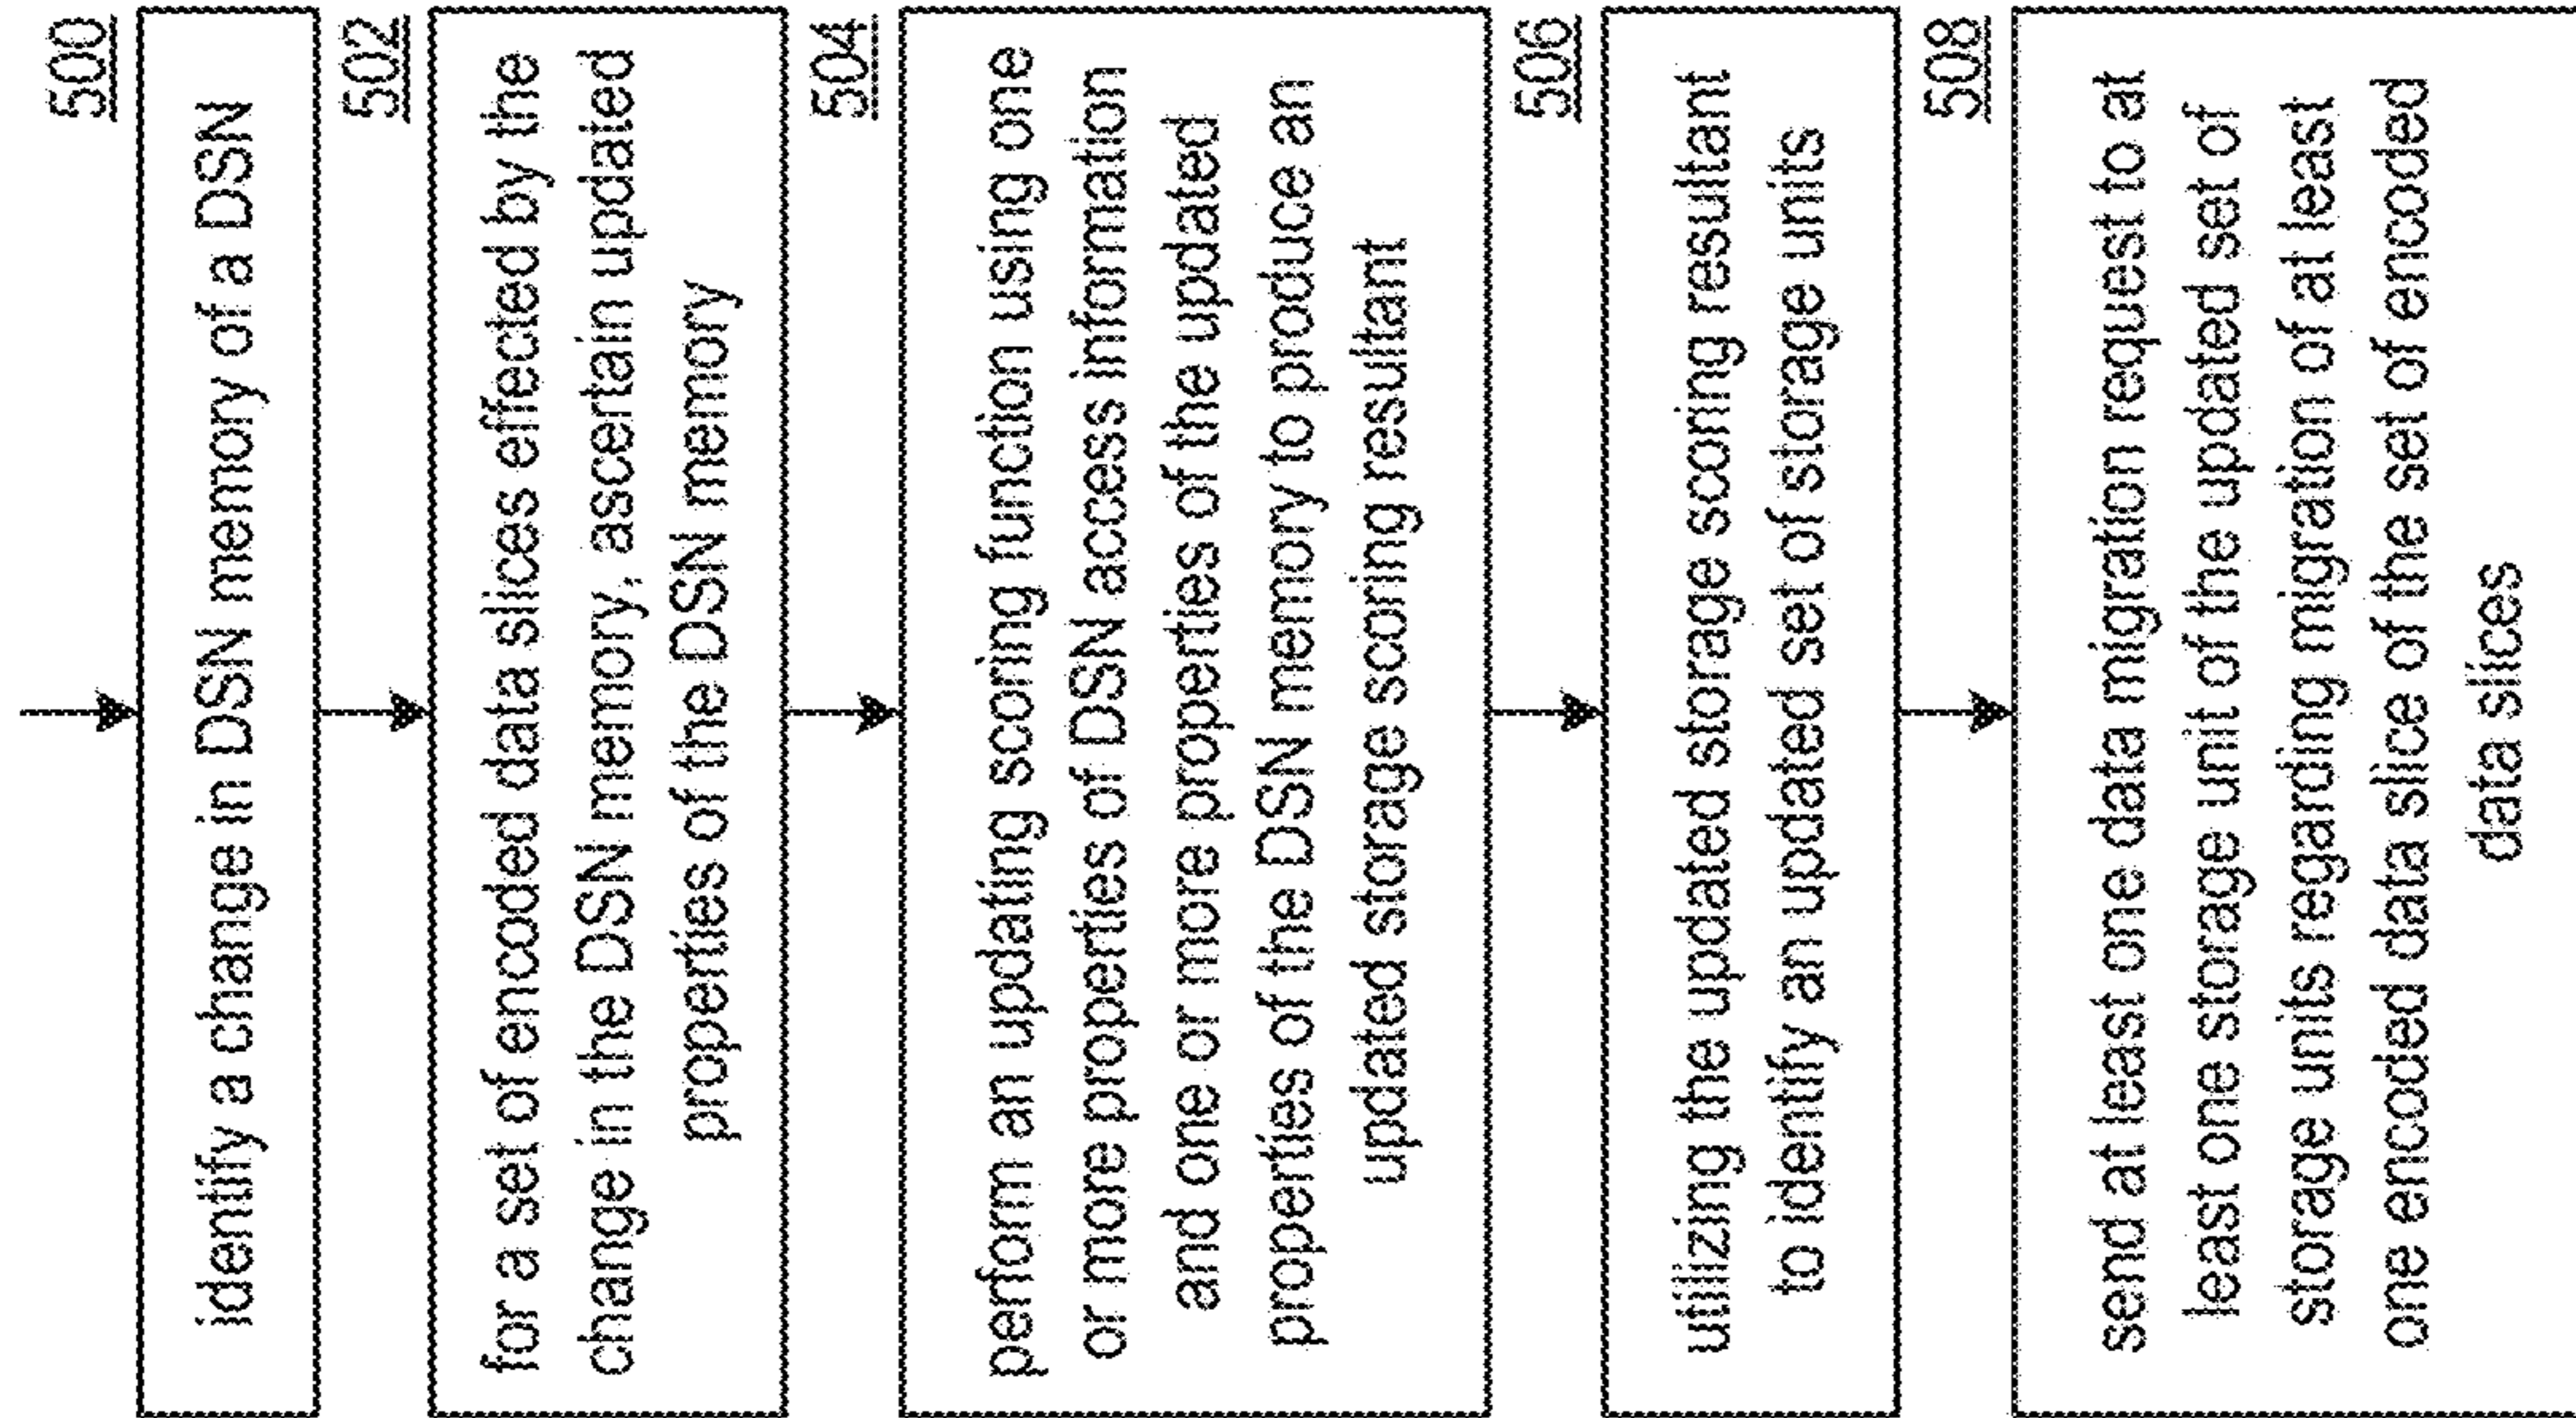 500
identify a change in DSN memory of a DSN
502
for a set of encoded data slices effected by the
change in the DSN memory, ascertain updated
properties of the DSN memory
504
perform an updating scoring function using one
or more properties of DSN access information
and one or more properties of the updated
properties of the DSN memory to produce an
updated storage scoring resultant
506
utilizing the updated storage scoring resultant
to identify an updated set of storage units
508
send at least one data migration request to at
least one storage unit of the updated set of
storage units regarding migration of at least
one encoded data slice of the set of encoded
data slices